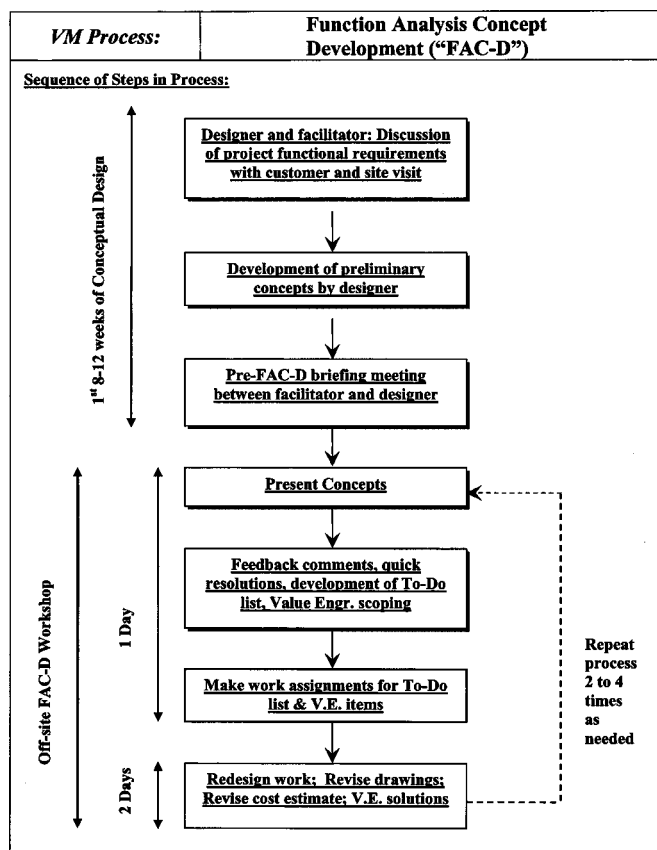 VM Process:
Function Analysis Concept
Development ("FAC-D")
Sequence of Steps in Process:
1st 8-12 weeks of Conceptual Design
Designer and facilitator: Discussion
of project functional requirements
with customer and site visit
Development of preliminary
concepts by designer
Pre-FAC-D briefing meeting
between facilitator and designer
Off-site FAC-D Workshop
1 Day
Present Concepts
Feedback comments, quick
resolutions, development of To-Do
list, Value Engr. scoping
Make work assignments for To-Do
list & V.E. items
2 Days
Redesign work; Revise drawings;
Revise cost estimate; V.E. solutions
Repeat
process
2 to 4
times
as
needed